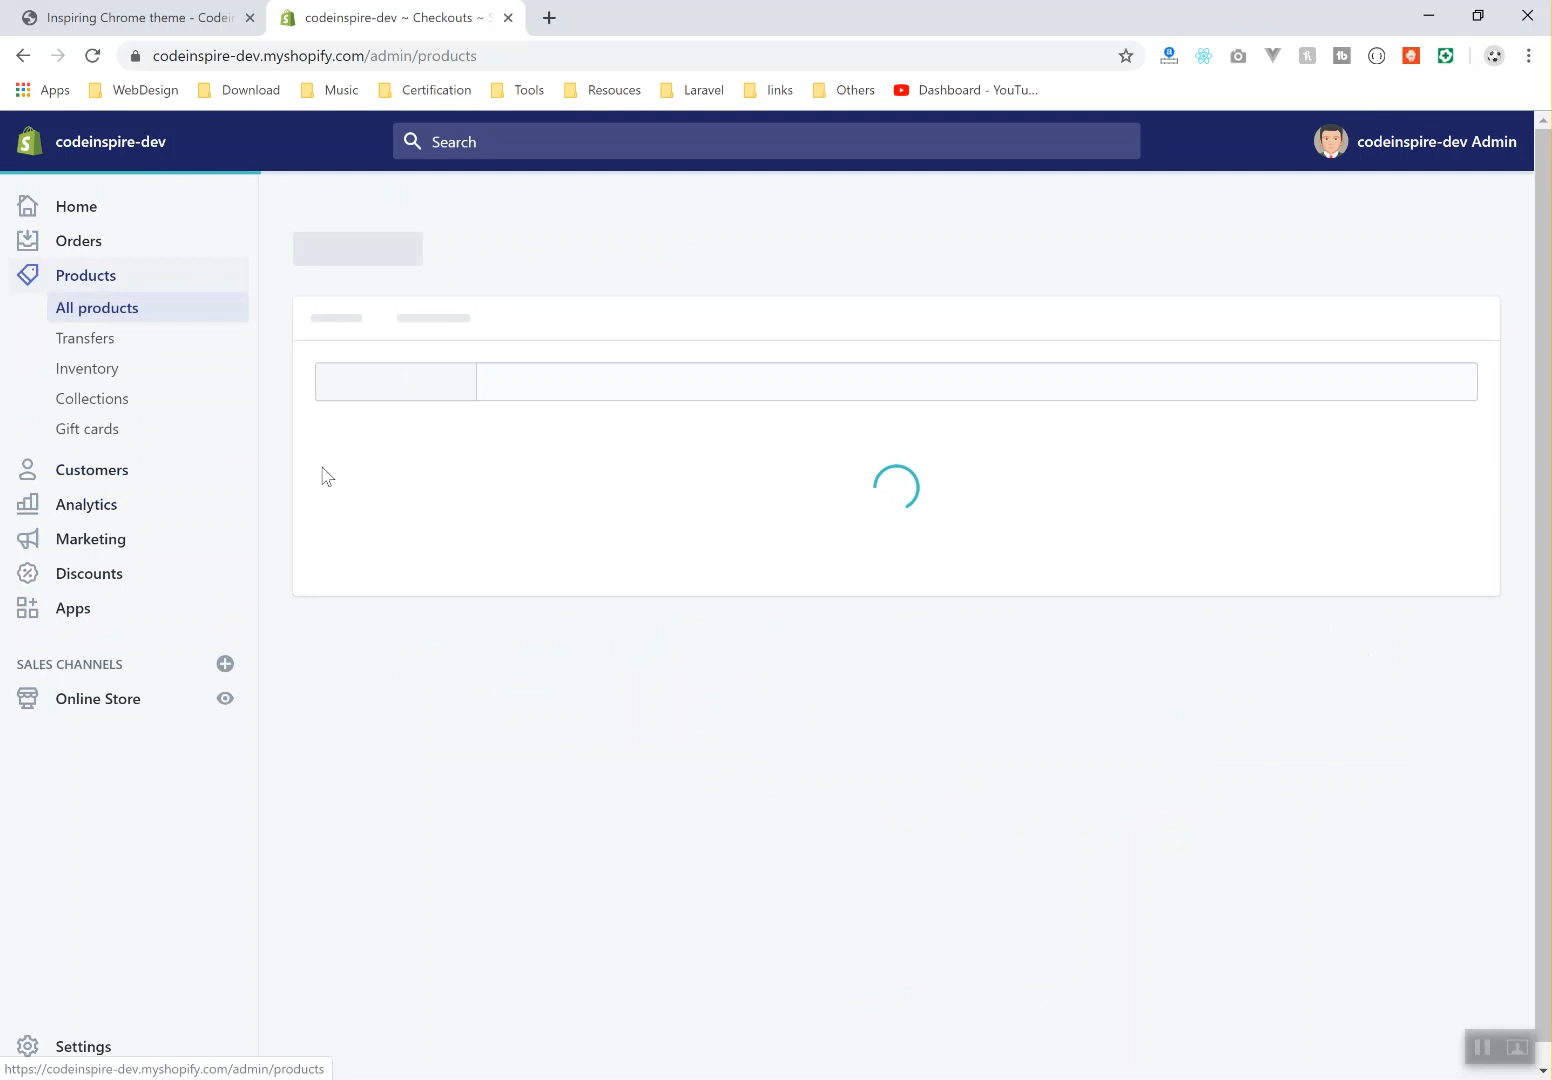 Inspiring Chrome theme - Codein
codeinspire-dev ~ Checkouts ~ S
codeinspire-dev.myshopify.com/admin/products
Apps WebDesign Download Music Certification Tools Resouces Laravel links Others Dashboard - YouTu...
codeinspire-dev
Search
codeinspire-dev Admin
Home
Orders
Products
All products
Transfers
Inventory
Collections
Gift cards
Customers
Analytics
Marketing
Discounts
Apps
SALES CHANNELS
Online Store
Settings
https://codeinspire-dev.myshopify.com/admin/products